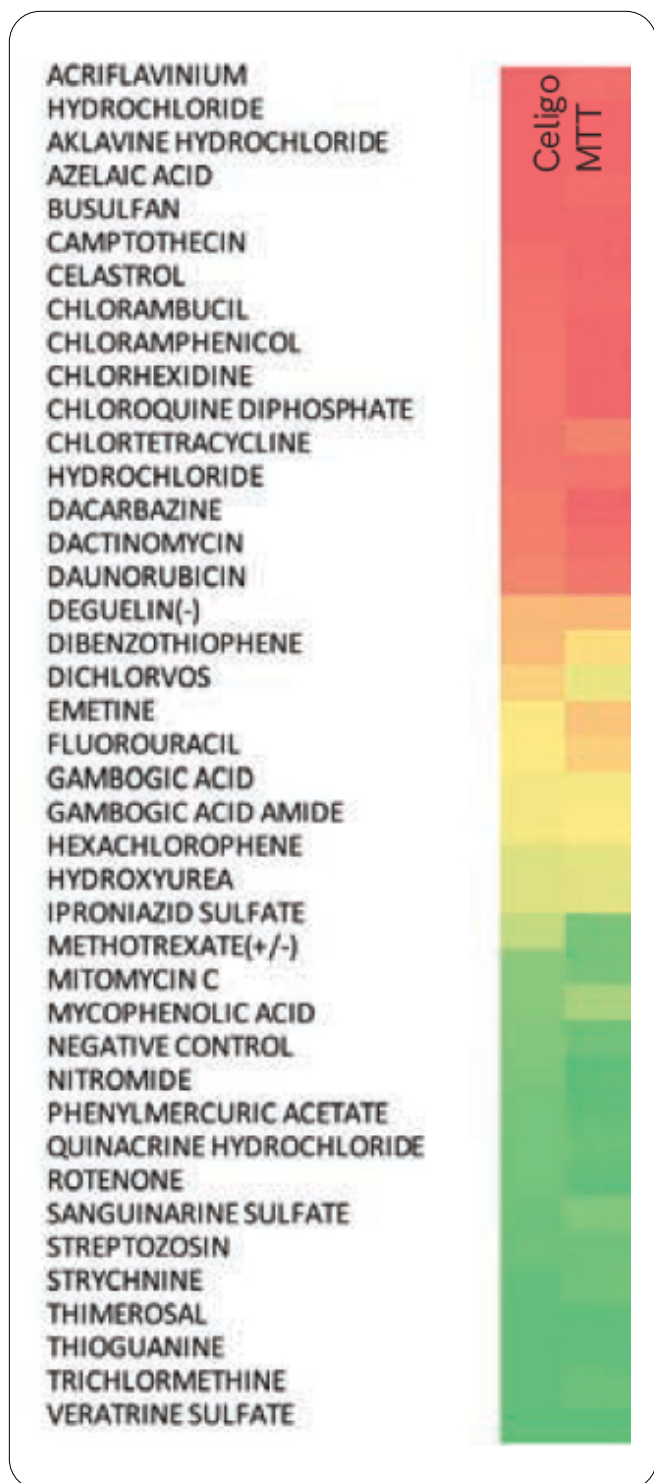 ACRIFLAVINIUM
HYDROCHLORIDE
AKLAVINE HYDROCHLORIDE
AZELAIC ACID
BUSULFAN
CAMPTOTHECIN
CELASTROL
CHLORAMBUCIL
CHLORAMPHENICOL
CHLORHEXIDINE
CHLOROQUINE DIPHOSPHATE
CHLORTETRACYCLINE
HYDROCHLORIDE
DACARBAZINE
DACTINOMYCIN
DAUNORUBICIN
DEGUELIN(-)
DIBENZOTHIOPHENE
DICHLORVOS
EMETINE
FLUOROURACIL
GAMBOGIC ACID
GAMBOGIC ACID AMIDE
HEXACHLOROPHENE
HYDROXYUREA
IPRONIAZID SULFATE
METHOTREXATE(+/-)
MITOMYCIN C
MYCOPHENOLIC ACID
NEGATIVE CONTROL
NITROMIDE
PHENYLMERCURIC ACETATE
QUINACRINE HYDROCHLORIDE
ROTENONE
SANGUINARINE SULFATE
STREPTOZOSIN
STRYCHNINE
THIMEROSAL
THIOGUANINE
TRICHLORMETHINE
VERATRINE SULFATE
Celigo
MTT